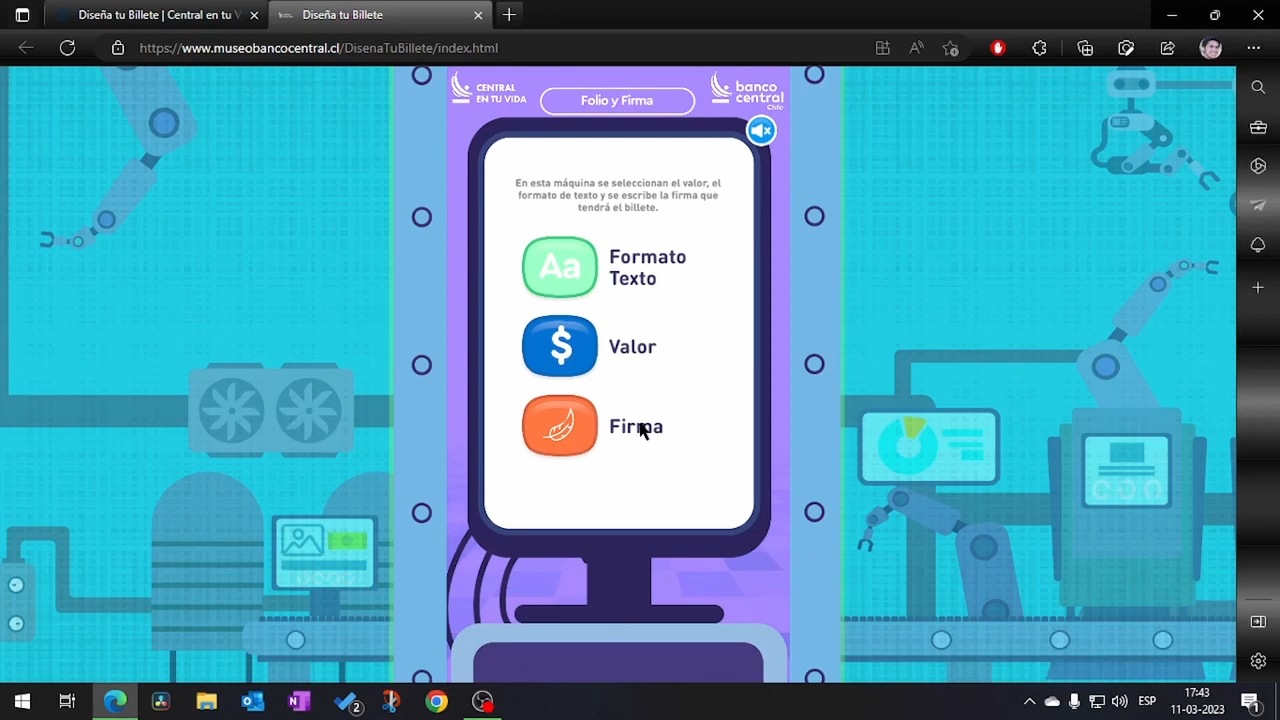 Diseña tu Billete | Central en tu V
Diseña tu Billete
https://www.museobancocentral.cl/DisenaTuBillete/index.html
CENTRAL
EN TU VIDA
Folio y Firma
banco
central
Chile
En esta máquina se seleccionan el valor, el
formato de texto y se escribe la firma que
tendrá el billete.
Aa
Formato
Texto
$
Valor
Firma
2
ESP
17:43
11-03-2023
1